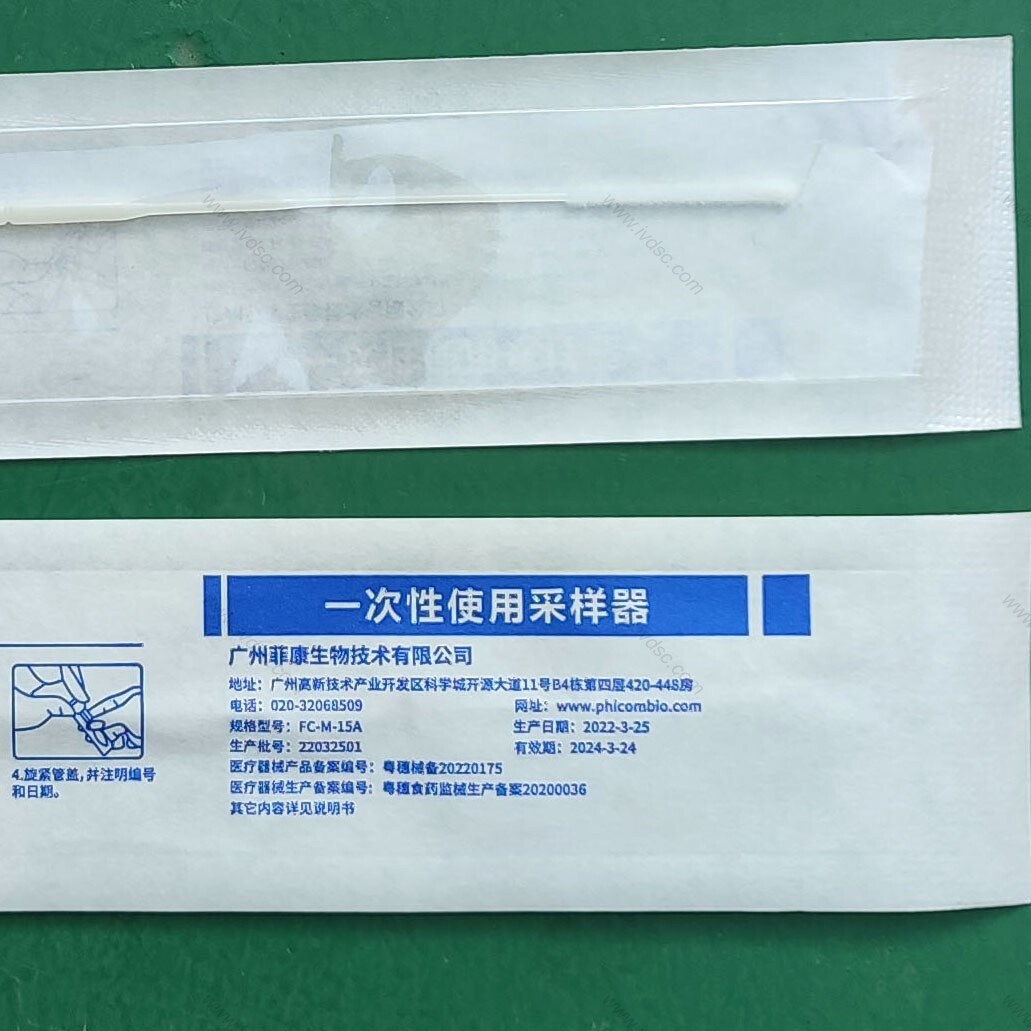 www.ivdsc.com
www.ivdsc.com
一次性使用采样器
广州菲康生物技术有限公司
地址：广州高新技术产业开发区科学城开源大道11号B4栋第四层420-448房
电话：020-32068509 网址：www.phicombio.com
规格型号：FC-M-15A 生产日期：2022-3-25
生产批号：22032501 有效期：2024-3-24
医疗器械产品备案编号：粤穗械备20220175
医疗器械生产备案编号：粤穗食药监械生产备案20200036
其它内容详见说明书
4.旋紧管盖，并注明编号
和日期。